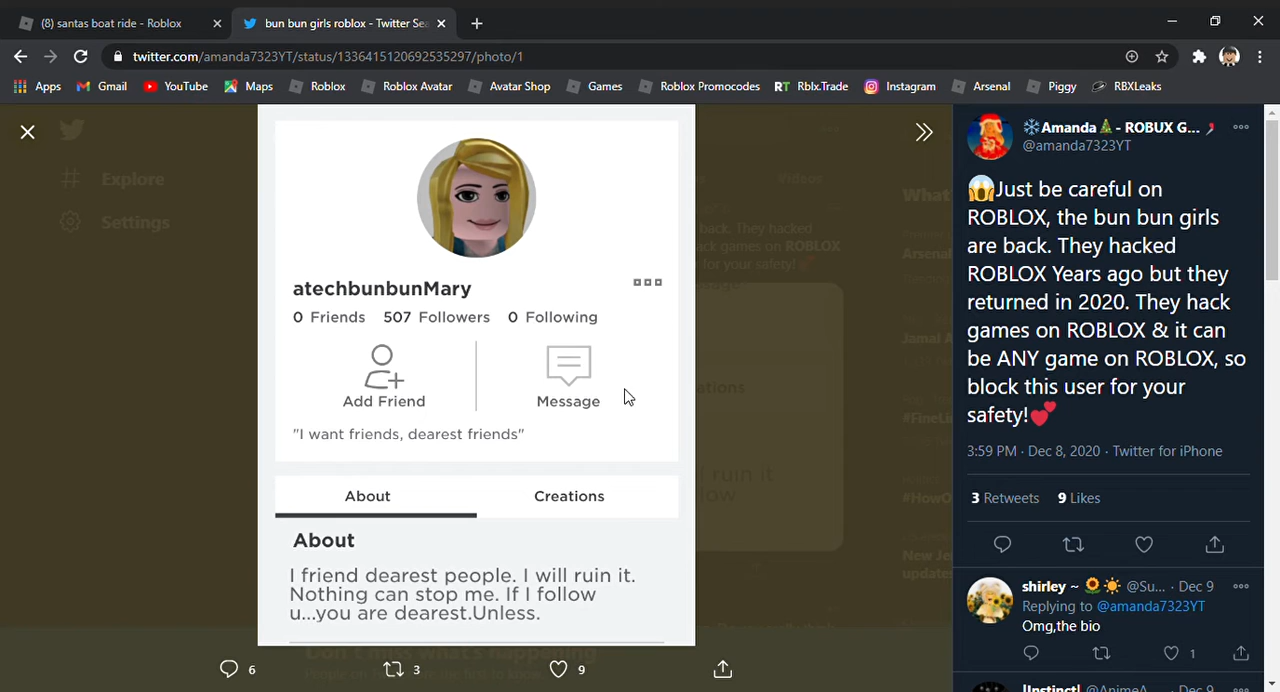 (8) santas boat ride - Roblox
bun bun girls roblox - Twitter Sea
twitter.com/amanda7323YT/status/1336415120692535297/photo/1
Apps Gmail YouTube Maps Roblox Roblox Avatar Avatar Shop Games Roblox Promocodes RT Rblx.Trade Instagram Arsenal Piggy RBXLeaks
Explore
Settings
atechbunbunMary
0 Friends 507 Followers 0 Following
Add Friend
Message
"I want friends, dearest friends"
About
Creations
About
I friend dearest people. I will ruin it.
Nothing can stop me. If I follow
u...you are dearest.Unless.
6 3 9
Videos
What'
back. They hacked
ack games on ROBLOX
for your safety!
Arsenal
Jamal A
#FineLi
#HowO
New Jer
updates
ll ruin it
Don't miss what's happening
❄Amanda🎄- ROBUX G...
@amanda7323YT
😱Just be careful on
ROBLOX, the bun bun girls
are back. They hacked
ROBLOX Years ago but they
returned in 2020. They hack
games on ROBLOX & it can
be ANY game on ROBLOX, so
block this user for your
safety!💕
3:59 PM · Dec 8, 2020 · Twitter for iPhone
3 Retweets 9 Likes
shirley ~ 🌻☀ @Su... · Dec 9
Replying to @amanda7323YT
Omg,the bio
1